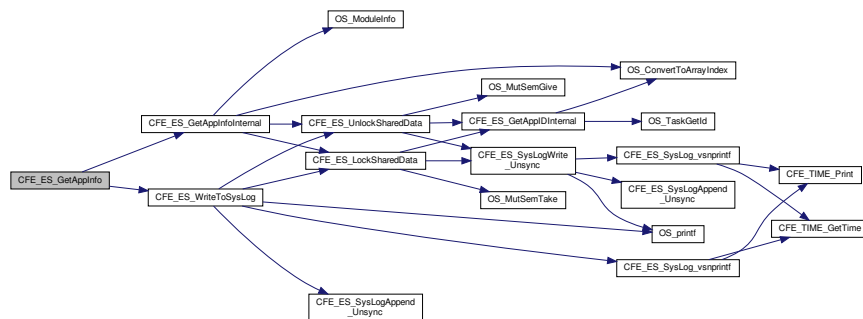 OS_ModuleInfo
OS_ConvertToArrayIndex
OS_MutSemGive
CFE_ES_GetAppInfoInternal
CFE_ES_UnlockSharedData
CFE_ES_GetAppIDInternal
OS_TaskGetId
CFE_ES_LockSharedData
CFE_ES_SysLogWrite
_Unsync
CFE_ES_SysLog_vsnprintf
CFE_TIME_Print
CFE_ES_GetAppInfo
CFE_ES_WriteToSysLog
OS_MutSemTake
CFE_ES_SysLogAppend
_Unsync
OS_printf
CFE_TIME_GetTime
CFE_ES_SysLog_vsnprintf
CFE_ES_SysLogAppend
_Unsync